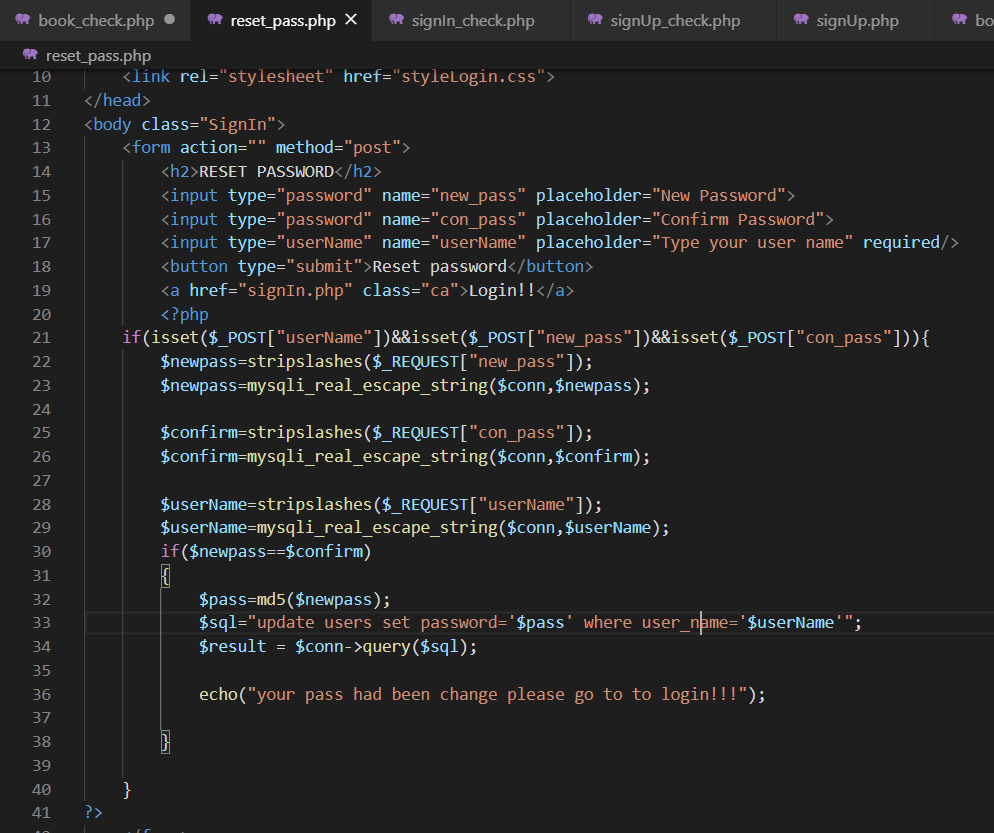 book_check.php ● reset_pass.php × signIn_check.php signUp_check.php signUp.php bo
reset_pass.php
10 <link rel="stylesheet" href="styleLogin.css">
11 </head>
12 <body class="SignIn">
13 <form action="" method="post">
14 <h2>RESET PASSWORD</h2>
15 <input type="password" name="new_pass" placeholder="New Password">
16 <input type="password" name="con_pass" placeholder="Confirm Password">
17 <input type="userName" name="userName" placeholder="Type your user name" required/>
18 <button type="submit">Reset password</button>
19 <a href="signIn.php" class="ca">Login!!</a>
20 <?php
21 if(isset($_POST["userName"])&&isset($_POST["new_pass"])&&isset($_POST["con_pass"])){
22 $newpass=stripslashes($_REQUEST["new_pass"]);
23 $newpass=mysqli_real_escape_string($conn,$newpass);
24
25 $confirm=stripslashes($_REQUEST["con_pass"]);
26 $confirm=mysqli_real_escape_string($conn,$confirm);
27
28 $userName=stripslashes($_REQUEST["userName"]);
29 $userName=mysqli_real_escape_string($conn,$userName);
30 if($newpass==$confirm)
31 {
32 $pass=md5($newpass);
33 $sql="update users set password='$pass' where user_name='$userName'";
34 $result = $conn->query($sql);
35
36 echo("your pass had been change please go to to login!!!");
37
38 }
39
40 }
41 ?>